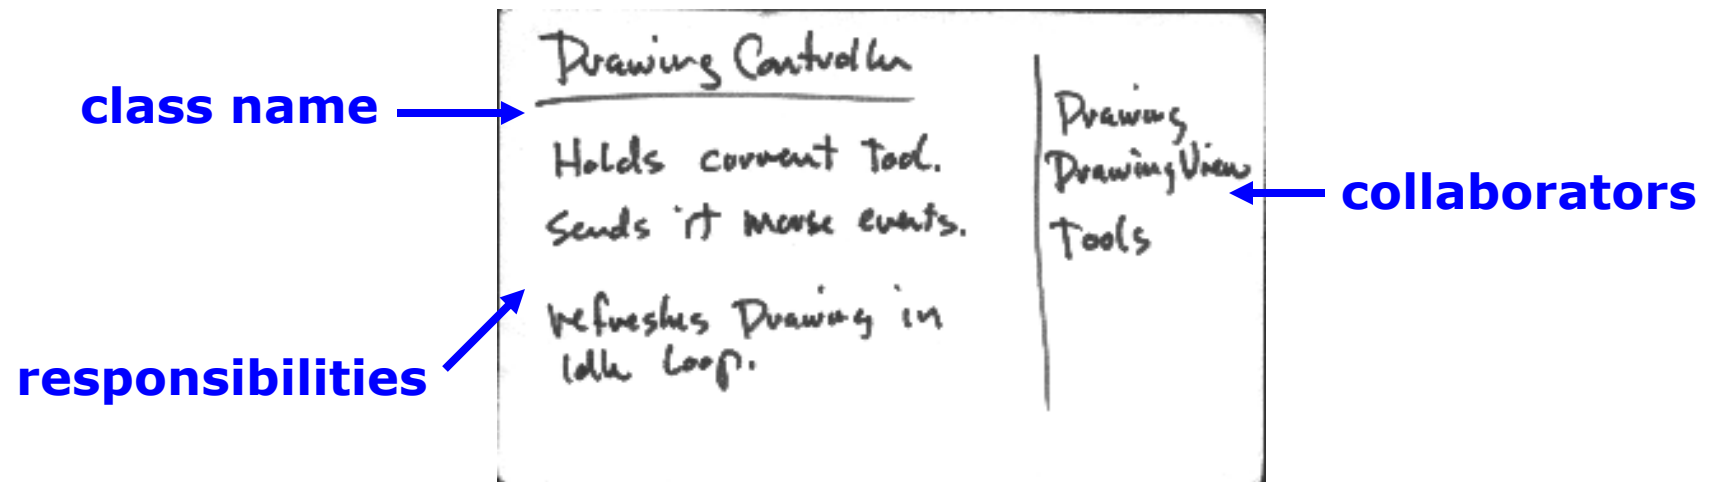 Drawing Controller
class name
Holds current Tool.
Sends it mouse events.
refreshes Drawing in
Idle Loop.
responsibilities
Drawing
DrawingView
Tools
collaborators